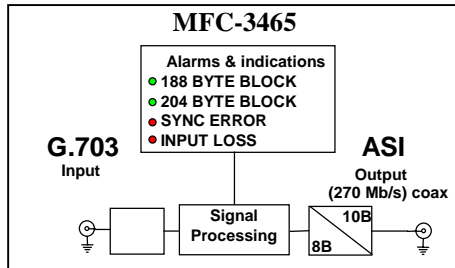 MFC-3465
Alarms & indications
188 BYTE BLOCK
204 BYTE BLOCK
SYNC ERROR
INPUT LOSS
G.703
Input
ASI
Output
(270 Mb/s) coax
Signal
Processing
10B
8B